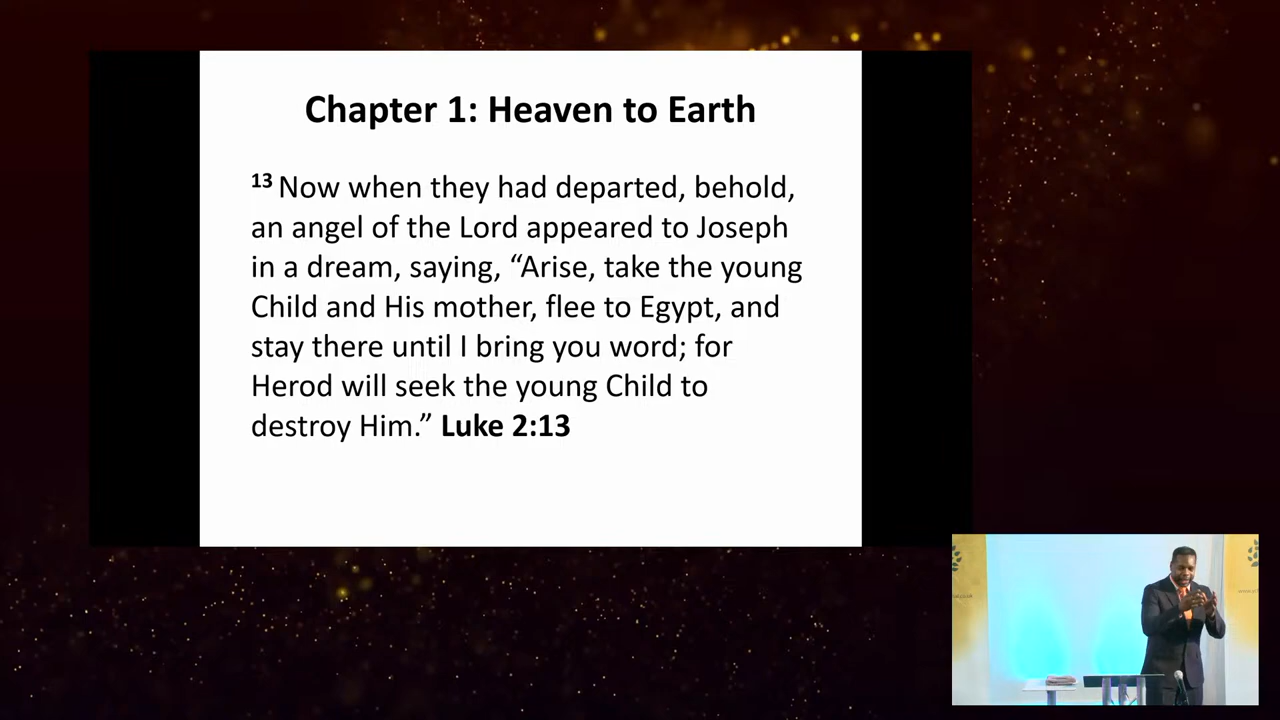 Chapter 1: Heaven to Earth
13 Now when they had departed, behold,
an angel of the Lord appeared to Joseph
in a dream, saying, “Arise, take the young
Child and His mother, flee to Egypt, and
stay there until I bring you word; for
Herod will seek the young Child to
destroy Him.” Luke 2:13